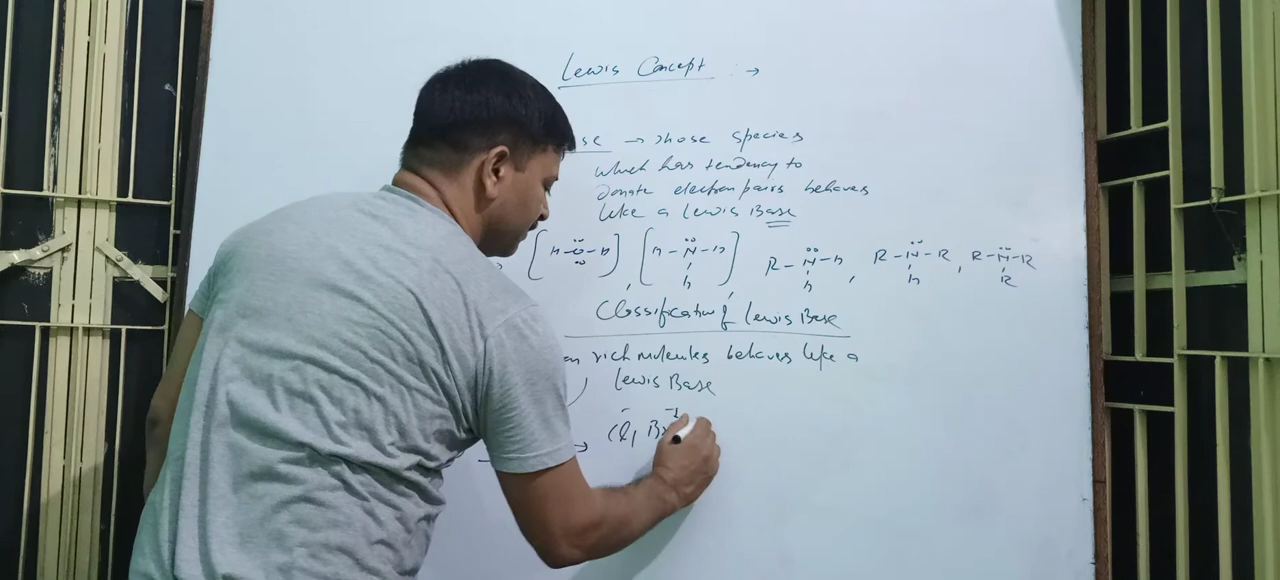 Lewis Concept : →
se → those species
which has tendency to
donate electron pairs behaves
like a Lewis Base
[H-O-H], [H-N-H], R-N-H, R-N-R, R-N-R
H H H R
Classification of Lewis Base
en rich molecules behaves like a
Lewis Base
→ Cl⁻, Br⁻